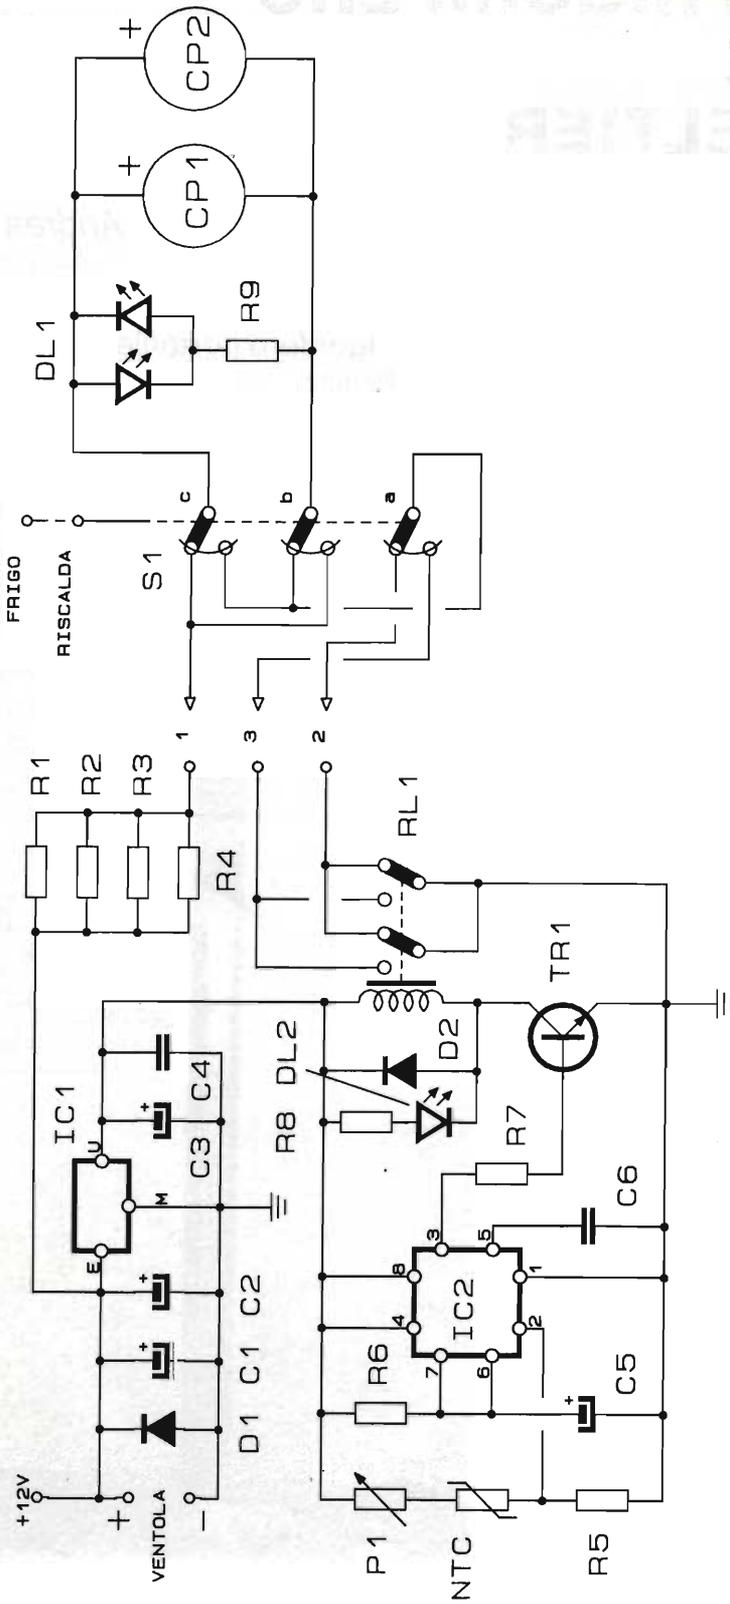 +
CP2
+
CP1
DL1
R9
c
b
a
S1
FRIGO
RISCALDA
1
3
2
R1
R2
R3
R4
RL1
TR1
D2
DL2
R8
R7
IC1
U
M
E
C4
C3
+
C2
+
C1
+
D1
+12V
+
VENTOLA
-
3
5
8
1
4
2
7
6
IC2
C6
R6
C5
+
P1
NTC
R5